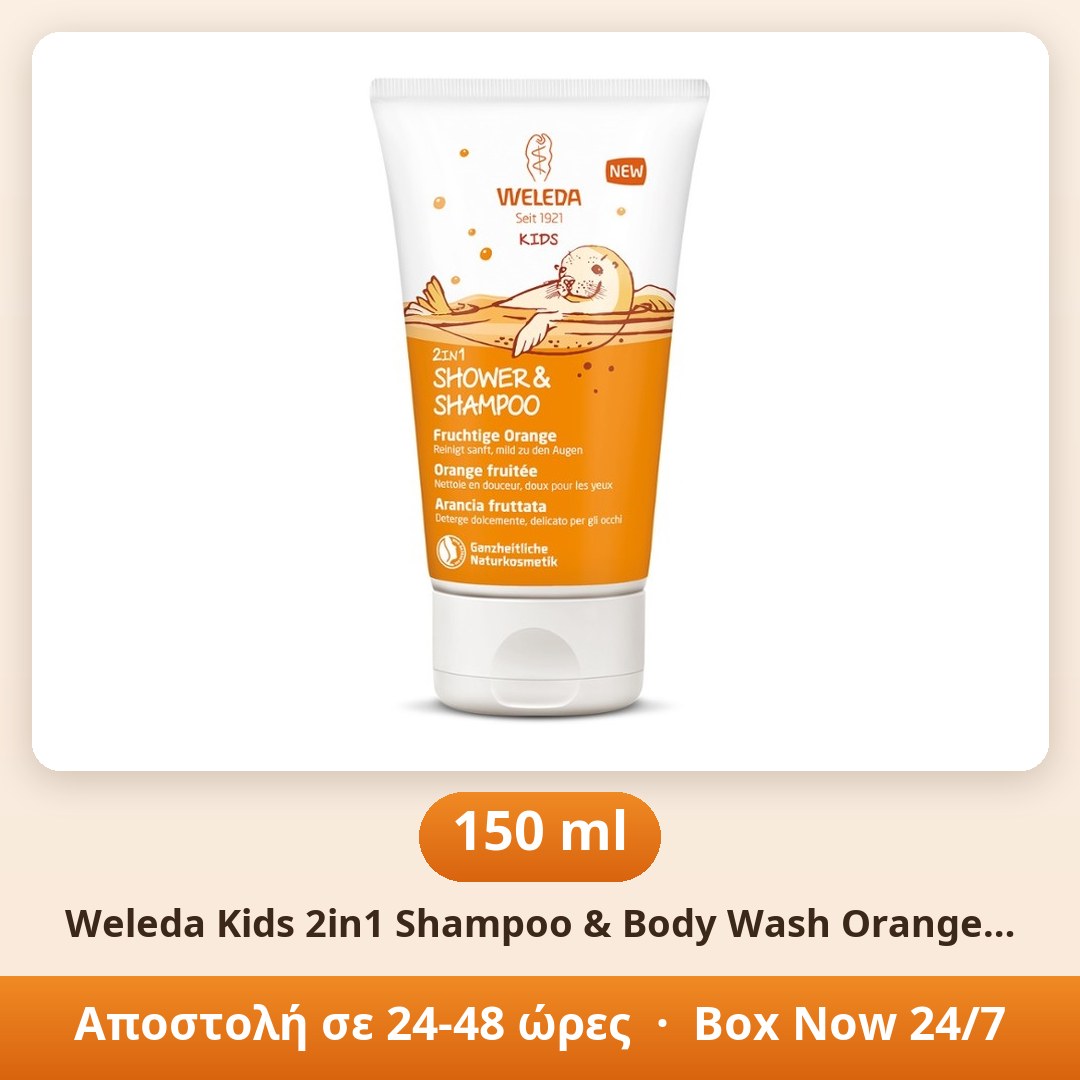 WELEDA
Seit 1921
KIDS
NEW
2IN1
SHOWER &
SHAMPOO
Fruchtige Orange
Reinigt sanft, mild zu den Augen
Orange fruitée
Nettoie en douceur, doux pour les yeux
Arancia fruttata
Deterge dolcemente, delicato per gli occhi
Ganzheitliche
Naturkosmetik
150 ml
Weleda Kids 2in1 Shampoo & Body Wash Orange...
Αποστολή σε 24-48 ώρες · Box Now 24/7